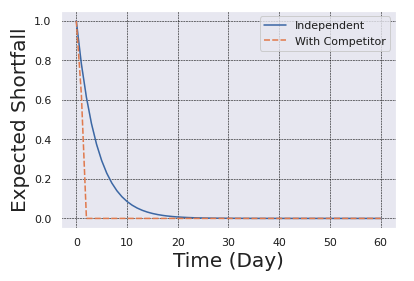 Independent
With Competitor
Expected Shortfall
1.0
0.8
0.6
0.4
0.2
0.0
0 10 20 30 40 50 60
Time (Day)